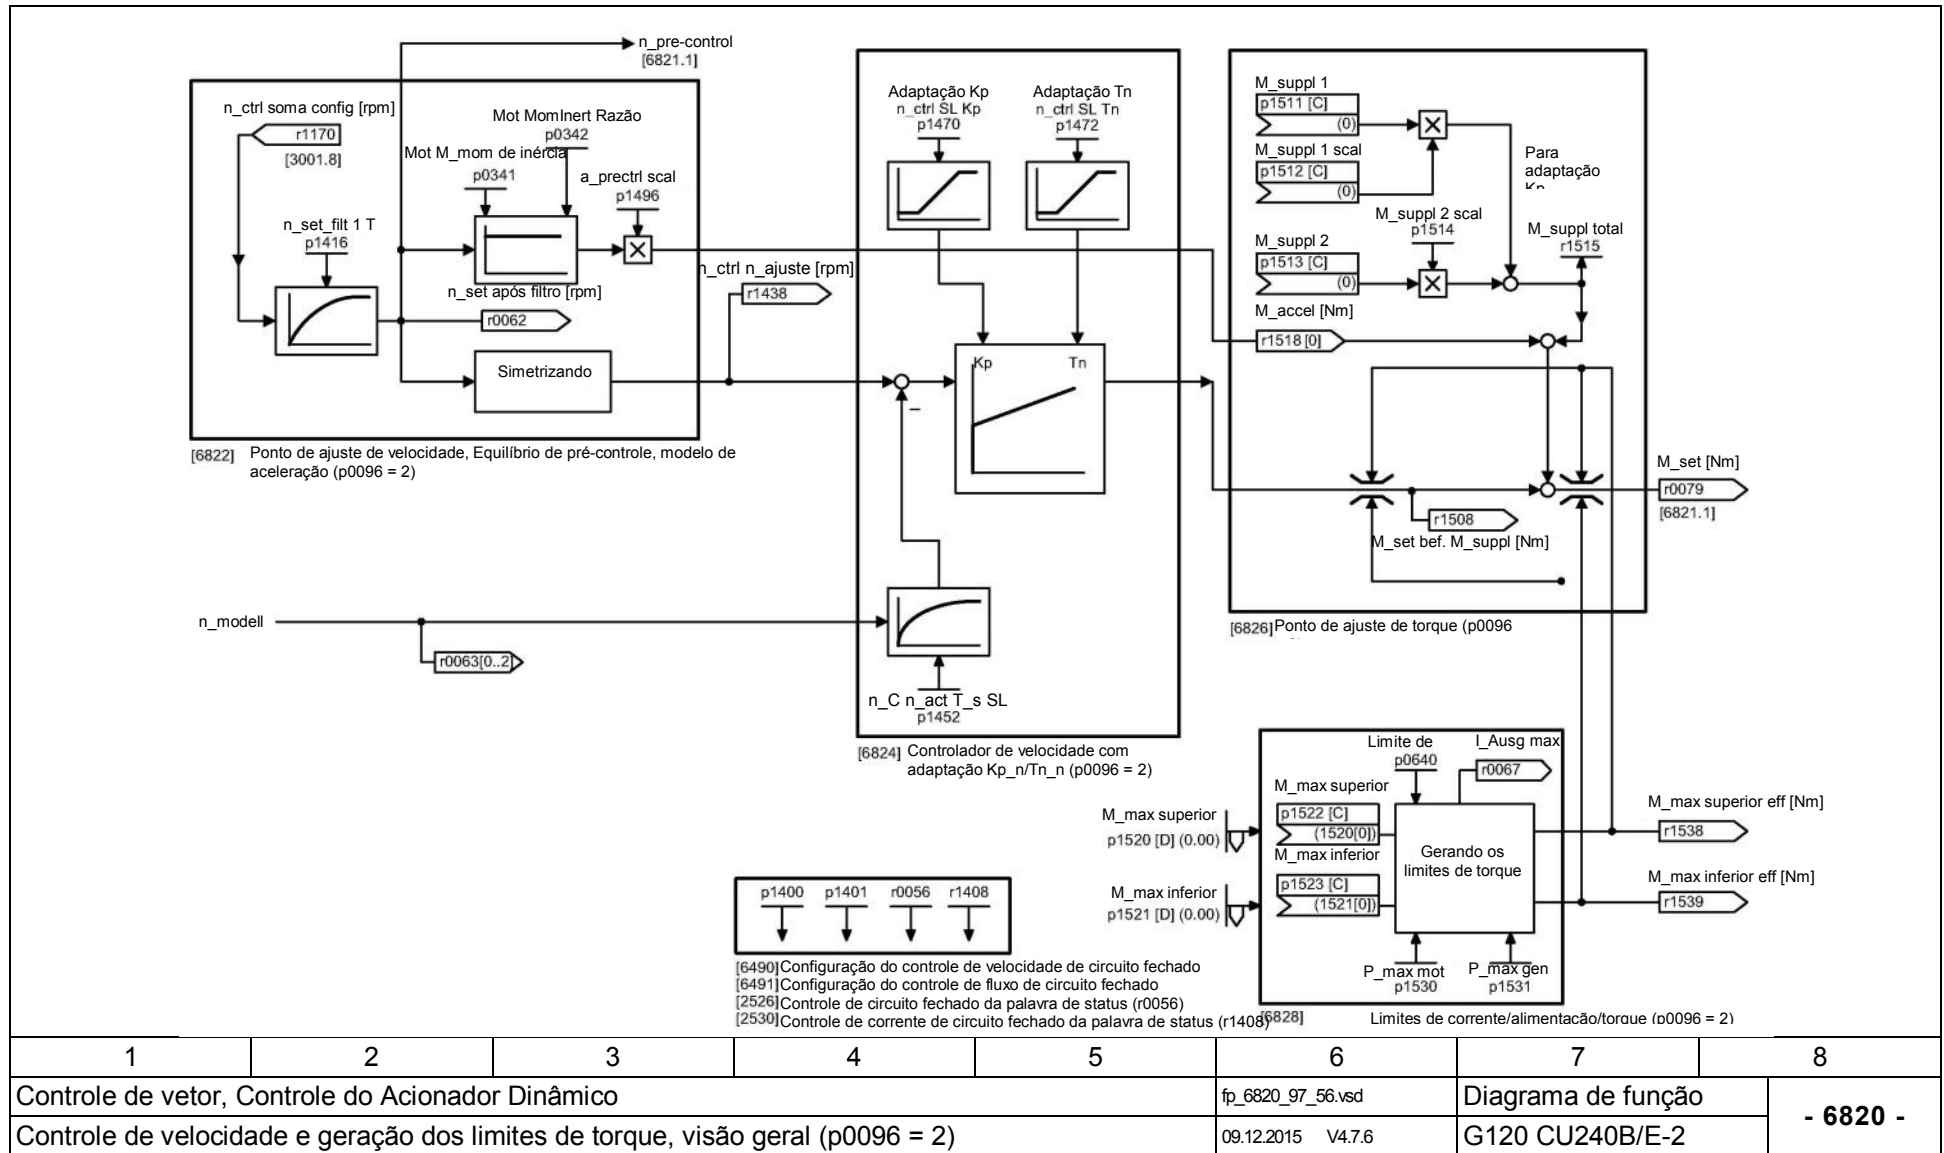 n_pre-control
[6821.1]
n_ctrl soma config [rpm]
r1170
[3001.8]
Mot MomInert Razão
p0342
Mot M_mom de inércia
p0341
a_prectrl scal
p1496
n_set_filt 1 T
p1416
n_set após filtro [rpm]
r0062
Simetrizando
n_ctrl n_ajuste [rpm]
r1438
[6822] Ponto de ajuste de velocidade, Equilíbrio de pré-controle, modelo de
aceleração (p0096 = 2)
Adaptação Kp
n_ctrl SL Kp
p1470
Adaptação Tn
n_ctrl SL Tn
p1472
Kp Tn
–
n_modell
r0063[0..2]
n_C n_act T_s SL
p1452
[6824] Controlador de velocidade com
adaptação Kp_n/Tn_n (p0096 = 2)
M_suppl 1
p1511 [C]
(0)
M_suppl 1 scal
p1512 [C]
(0)
Para
adaptação
M_suppl 2 scal
p1514
M_suppl total
r1515
M_suppl 2
p1513 [C]
(0)
M_accel [Nm]
r1518 [0]
M_set [Nm]
r0079
[6821.1]
r1508
M_set bef. M_suppl [Nm]
[6826] Ponto de ajuste de torque (p0096
Limite de
p0640
I_Ausg max
r0067
M_max superior
p1522 [C]
(1520[0])
M_max superior
p1520 [D] (0.00)
M_max inferior
p1523 [C]
(1521[0])
M_max inferior
p1521 [D] (0.00)
Gerando os
limites de torque
M_max superior eff [Nm]
r1538
M_max inferior eff [Nm]
r1539
P_max mot
p1530
P_max gen
p1531
[6828] Limites de corrente/alimentação/torque (p0096 = 2)
p1400 p1401 r0056 r1408
[6490] Configuração do controle de velocidade de circuito fechado
[6491] Configuração do controle de fluxo de circuito fechado
[2526] Controle de circuito fechado da palavra de status (r0056)
[2530] Controle de corrente de circuito fechado da palavra de status (r1408)
1 2 3 4 5 6 7 8
Controle de vetor, Controle do Acionador Dinâmico
fp_6820_97_56.vsd
Diagrama de função
- 6820 -
Controle de velocidade e geração dos limites de torque, visão geral (p0096 = 2)
09.12.2015 V4.7.6
G120 CU240B/E-2